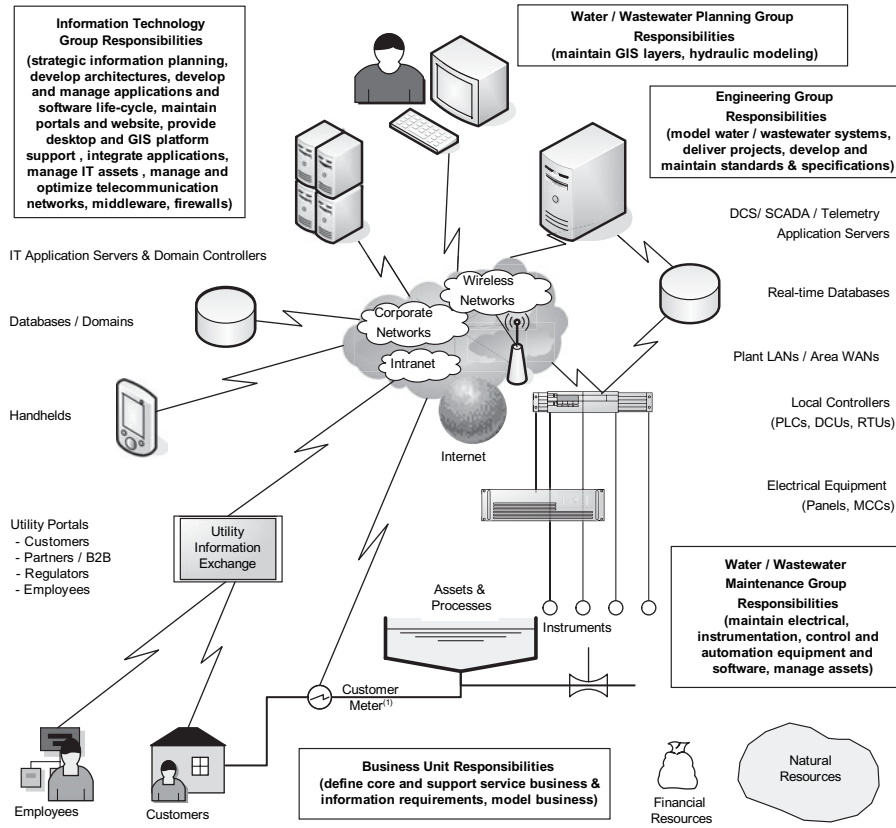 Information Technology
Group Responsibilities
(strategic information planning,
develop architectures, develop
and manage applications and
software life-cycle, maintain
portals and website, provide
desktop and GIS platform
support , integrate applications,
manage IT assets , manage and
optimize telecommunication
networks, middleware, firewalls)
Water / Wastewater Planning Group
Responsibilities
(maintain GIS layers, hydraulic modeling)
Engineering Group
Responsibilities
(model water / wastewater systems,
deliver projects, develop and
maintain standards & specifications)
IT Application Servers & Domain Controllers
Databases / Domains
Handhelds
Utility Portals
- Customers
- Partners / B2B
- Regulators
- Employees
Wireless
Networks
Corporate
Networks
Intranet
Internet
DCS/ SCADA / Telemetry
Application Servers
Real-time Databases
Plant LANs / Area WANs
Local Controllers
(PLCs, DCUs, RTUs)
Electrical Equipment
(Panels, MCCs)
Utility
Information
Exchange
Assets &
Processes
Instruments
Water / Wastewater
Maintenance Group
Responsibilities
(maintain electrical,
instrumentation, control and
automation equipment and
software, manage assets)
Customer
Meter(1)
Business Unit Responsibilities
(define core and support service business &
information requirements, model business)
Employees
Customers
Financial
Resources
Natural
Resources